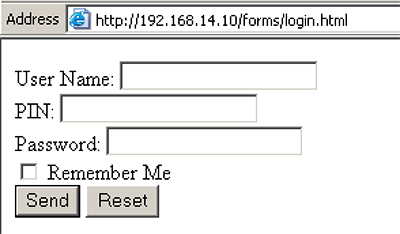 Address http://192.168.14.10/forms/login.html
User Name:
PIN:
Password:
Remember Me
Send Reset